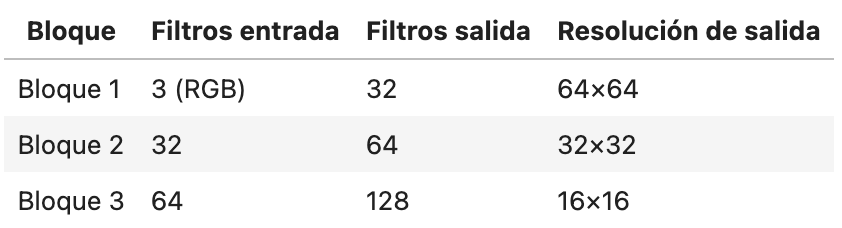 Bloque Filtros entrada Filtros salida Resolución de salida
Bloque 1 3 (RGB) 32 64×64
Bloque 2 32 64 32×32
Bloque 3 64 128 16×16